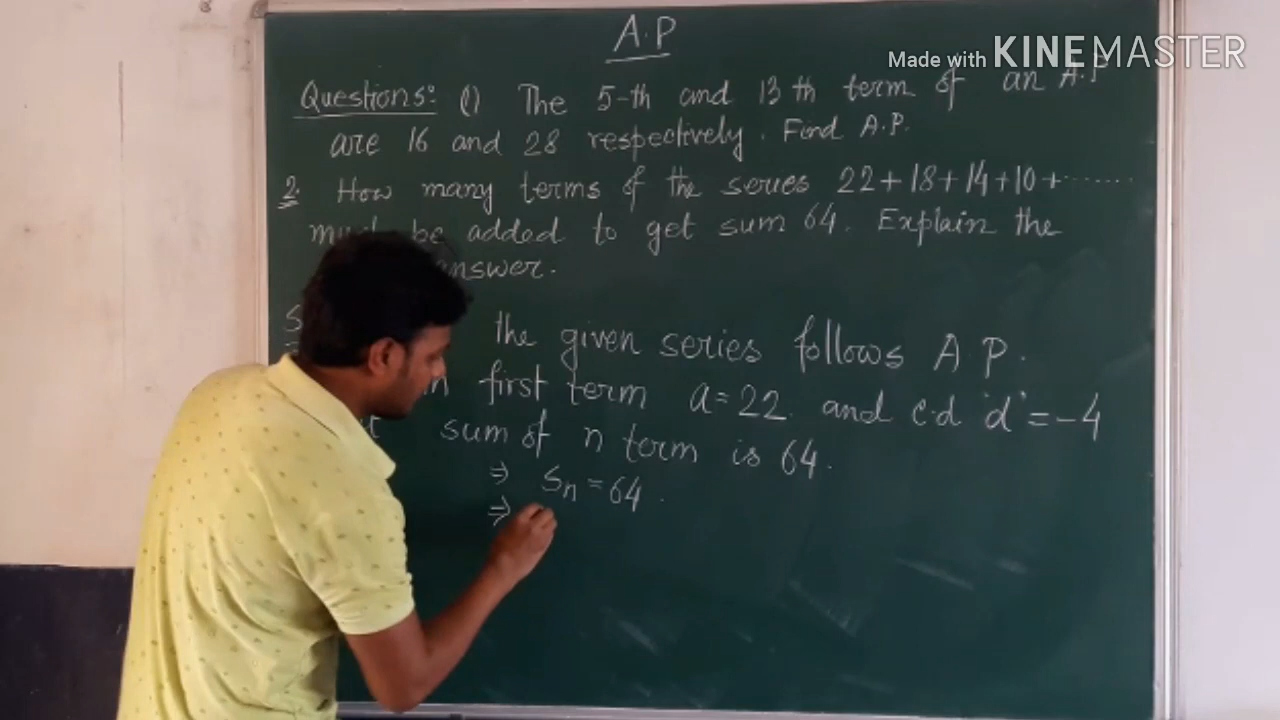 A.P
Made with KINEMASTER
Questions: (1) The 5-th and 13 th term of an A.P
are 16 and 28 respectively. Find A.P.
2. How many terms of the series 22+18+14+10+.......
must be added to get sum 64. Explain the
answer.
the given series follows A.P.
first term a=22 and c.d 'd'=-4
sum of n term is 64.
⇒ Sn=64.
⇒